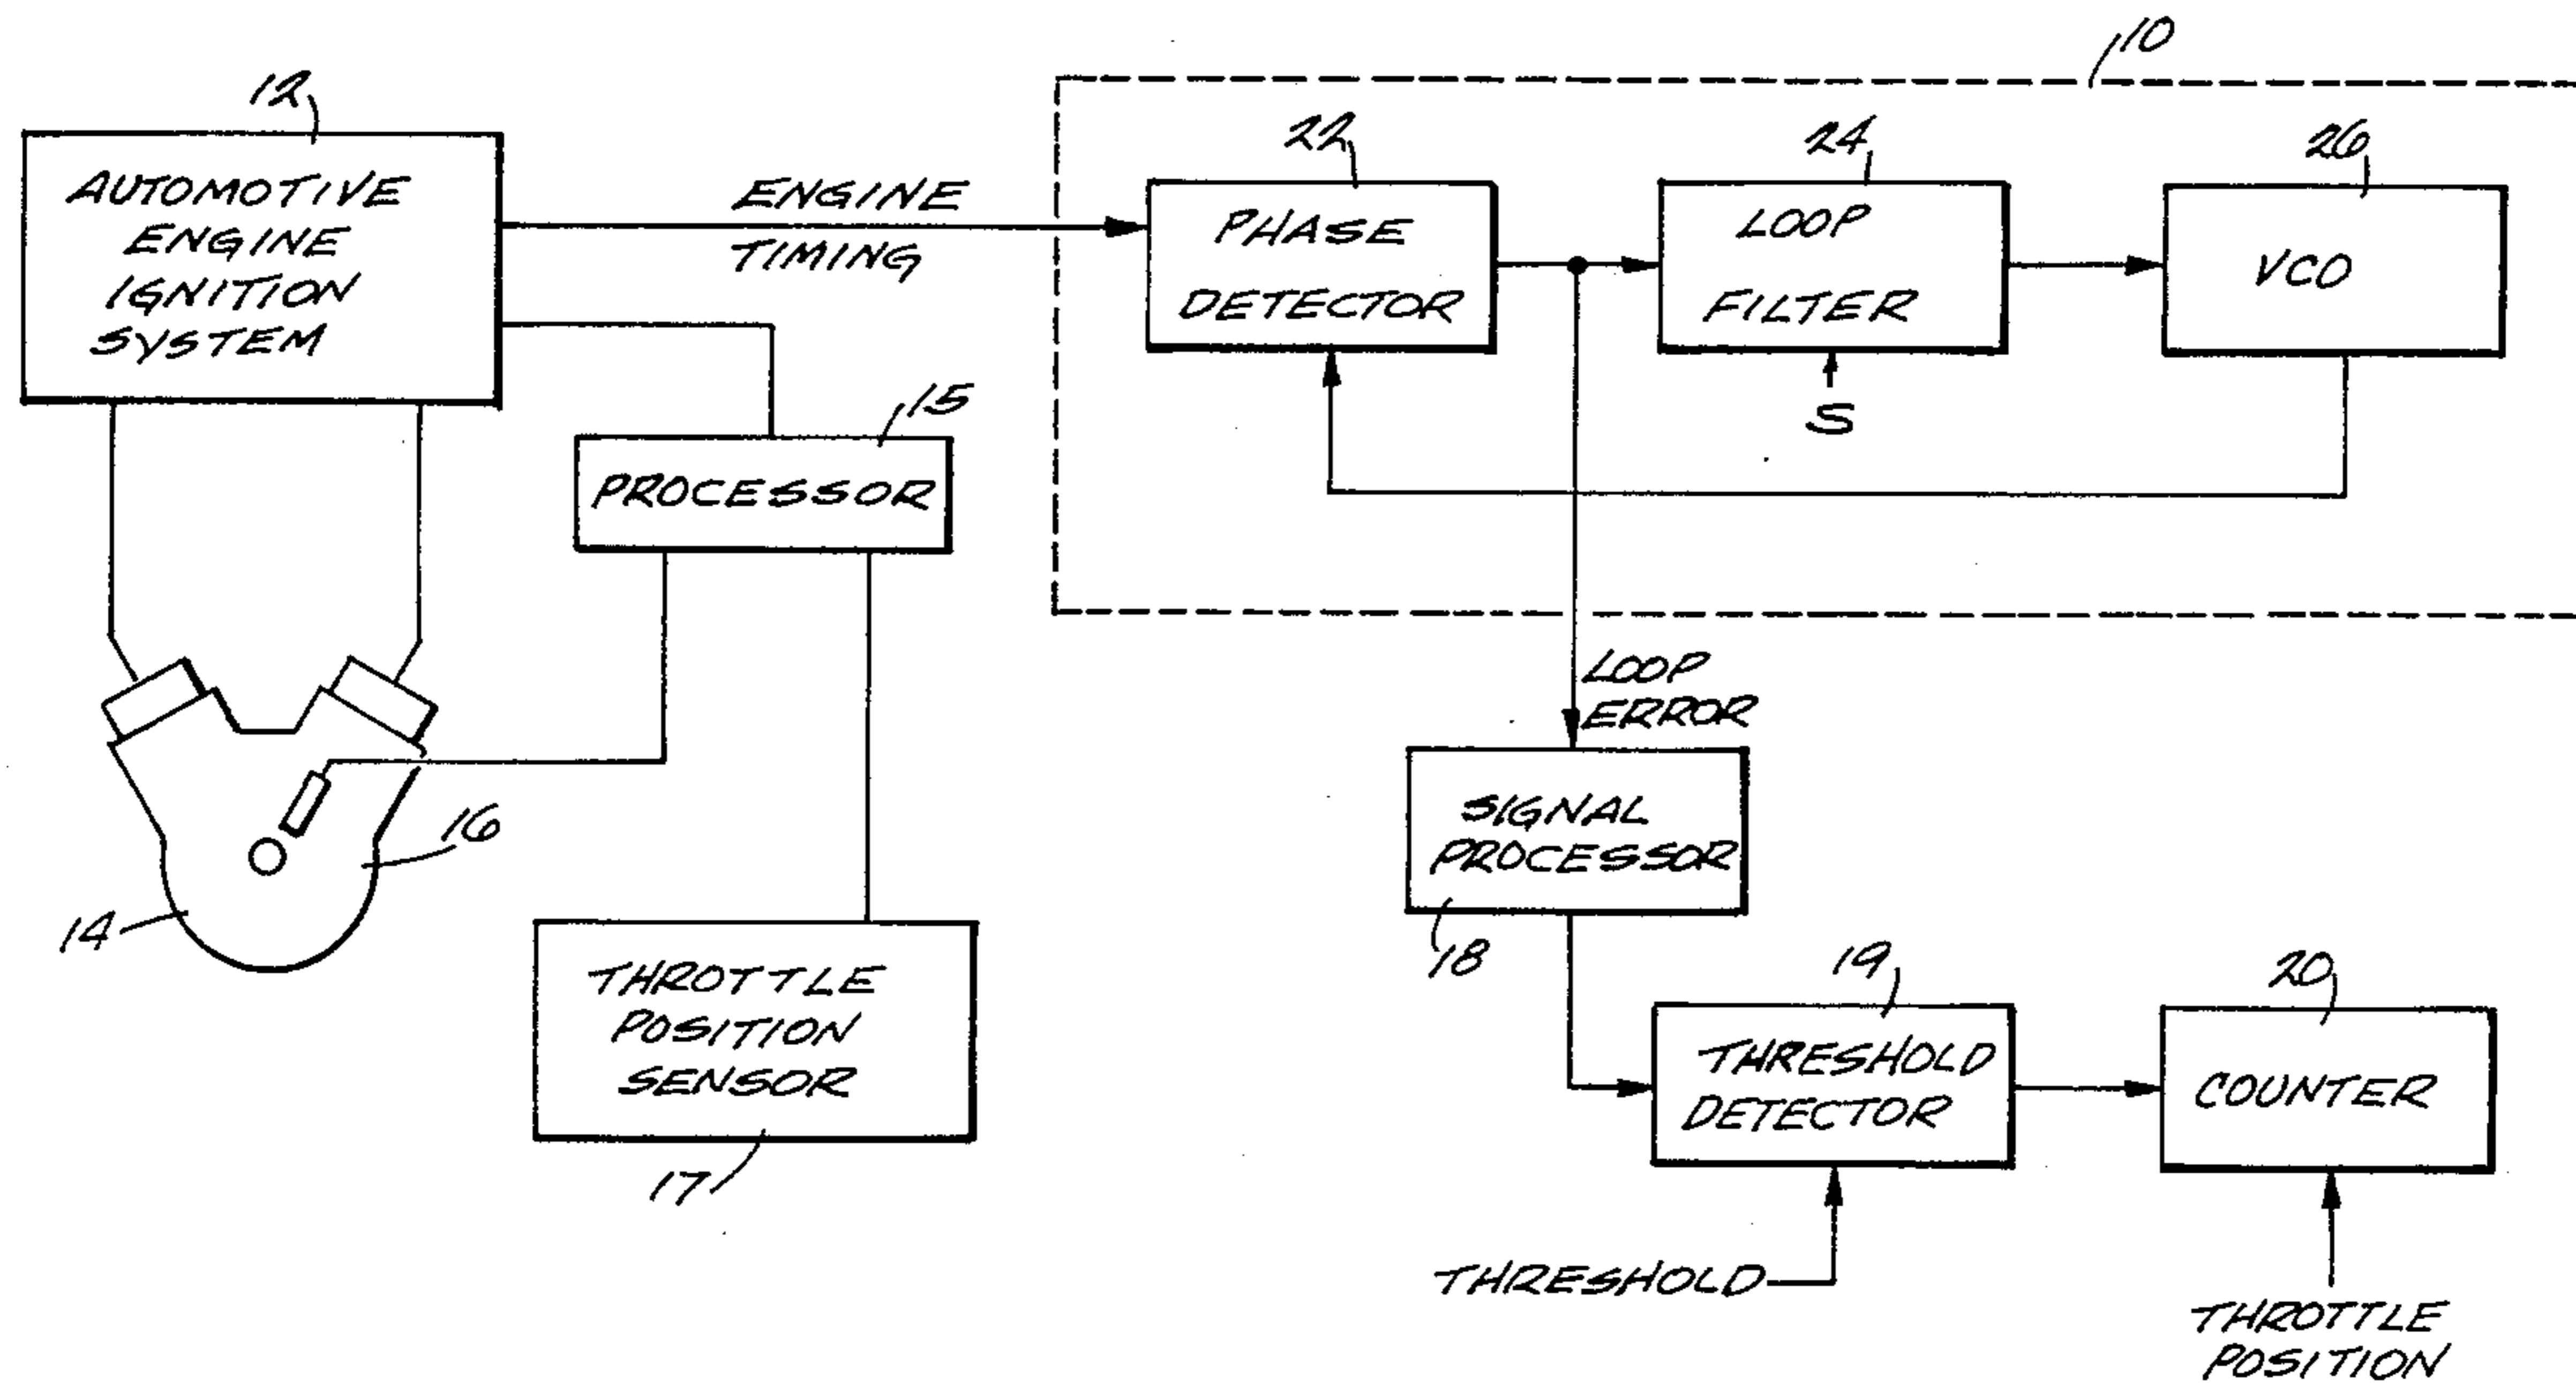 10
12
AUTOMOTIVE
ENGINE
IGNITION
SYSTEM
ENGINE
TIMING
22
PHASE
DETECTOR
24
LOOP
FILTER
S
26
VCO
15
PROCESSOR
16
14
THROTTLE
POSITION
SENSOR
17
LOOP
ERROR
SIGNAL
PROCESSOR
18
19
THRESHOLD
DETECTOR
20
COUNTER
THRESHOLD
THROTTLE
POSITION